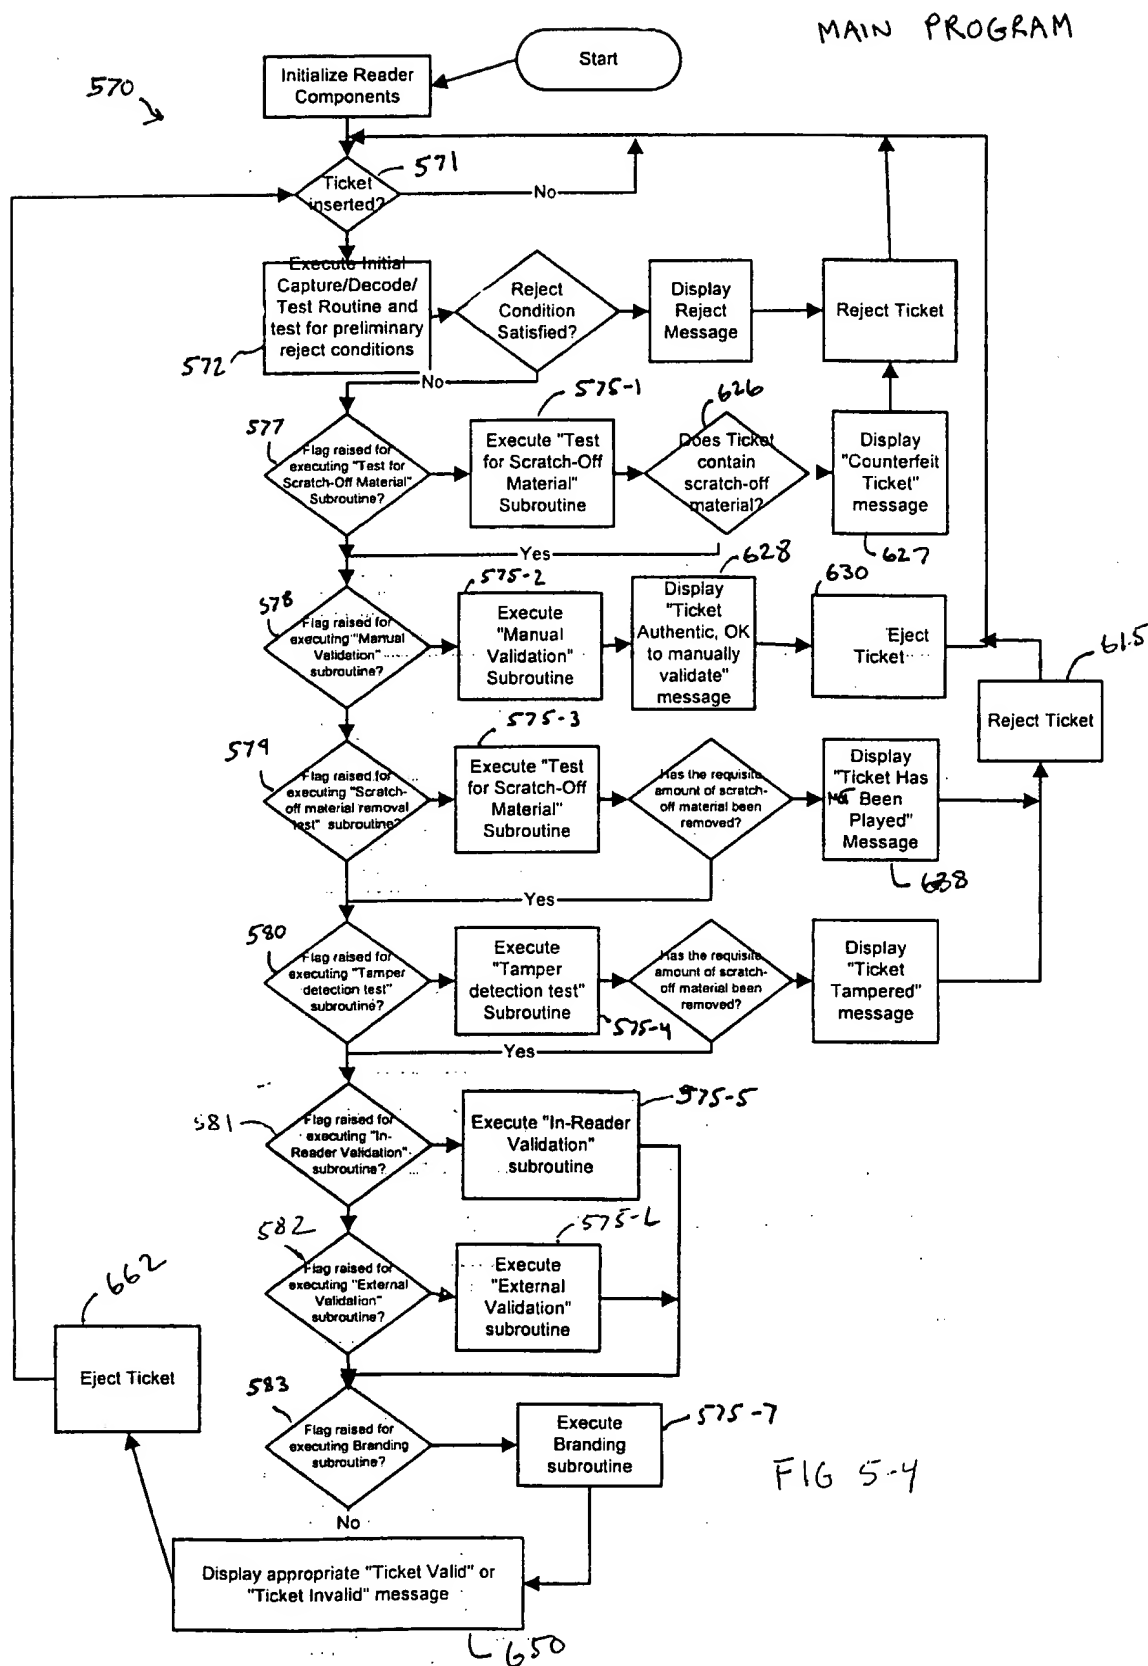 MAIN PROGRAM
Start
Initialize Reader
Components
570
571
Ticket
inserted?
No
Execute Initial
Capture/Decode/
Test Routine and
test for preliminary
reject conditions
572
Reject
Condition
Satisfied?
Display
Reject
Message
Reject Ticket
No
577
Flag raised for
executing "Test for
Scratch-Off Material"
Subroutine?
575-1
Execute "Test
for Scratch-Off
Material"
Subroutine
626
Does Ticket
contain
scratch-off
material?
Display
"Counterfeit
Ticket"
message
627
Yes
578
Flag raised for
executing "Manual
Validation"
subroutine?
575-2
Execute
"Manual
Validation"
Subroutine
628
Display
"Ticket
Authentic, OK
to manually
validate"
message
630
Eject
Ticket
615
Reject Ticket
579
Flag raised for
executing "Scratch-
off material removal
test" subroutine?
575-3
Execute "Test
for Scratch-Off
Material"
Subroutine
Has the requisite
amount of scratch-
off material been
removed?
Display
"Ticket Has
Not Been
Played"
Message
638
Yes
580
Flag raised for
executing "Tamper
detection test"
subroutine?
Execute
"Tamper
detection test"
Subroutine
575-4
Has the requisite
amount of scratch-
off material been
removed?
Display
"Ticket
Tampered"
message
Yes
581
Flag raised for
executing "In-
Reader Validation"
subroutine?
575-5
Execute "In-Reader
Validation"
subroutine
582
Flag raised for
executing "External
Validation"
subroutine?
575-6
Execute
"External
Validation"
subroutine
662
Eject Ticket
583
Flag raised for
executing Branding
subroutine?
575-7
Execute
Branding
subroutine
FIG 5-4
No
Display appropriate "Ticket Valid" or
"Ticket Invalid" message
650